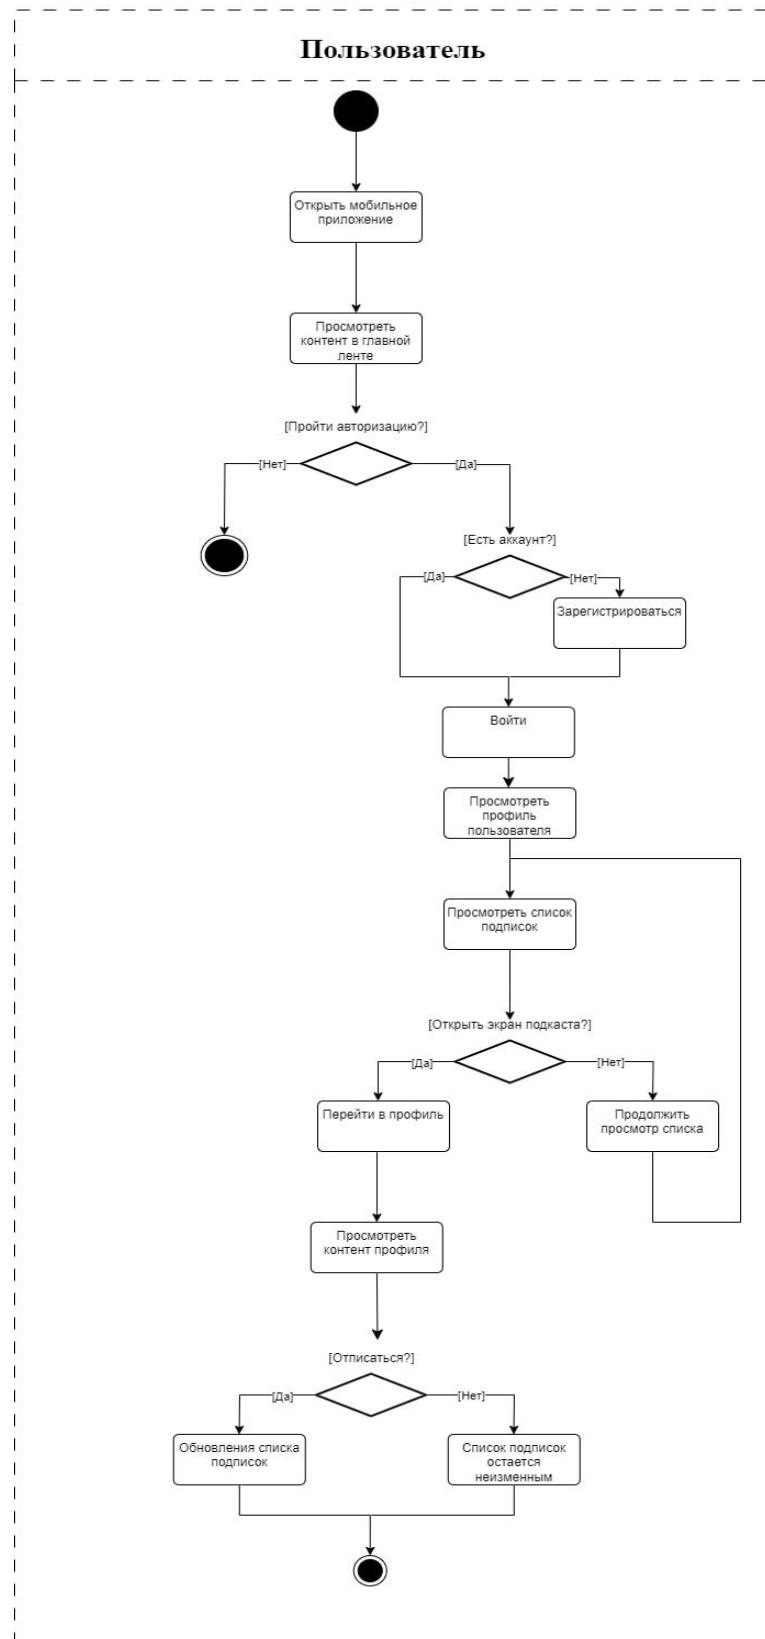 Пользователь
Открыть мобильное
приложение
Просмотреть
контент в главной
ленте
[Пройти авторизацию?]
[Нет]
[Да]
[Есть аккаунт?]
[Да]
[Нет]
Зарегистрироваться
Войти
Просмотреть
профиль
пользователя
Просмотреть список
подписок
[Открыть экран подкаста?]
[Да]
[Нет]
Перейти в профиль
Продолжить
просмотр списка
Просмотреть
контент профиля
[Отписаться?]
[Да]
[Нет]
Обновления списка
подписок
Список подписок
остается
неизменным